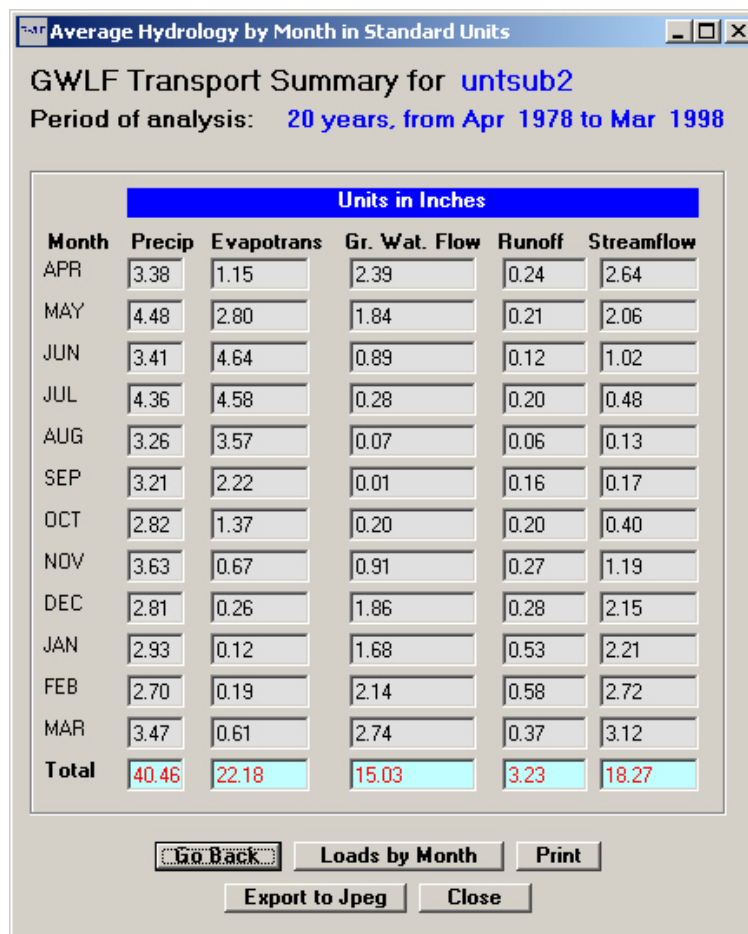 Average Hydrology by Month in Standard Units
GWLF Transport Summary for untsub2
Period of analysis: 20 years, from Apr 1978 to Mar 1998
Units in Inches
Month Precip Evapotrans Gr. Wat. Flow Runoff Streamflow
APR 3.38 1.15 2.39 0.24 2.64
MAY 4.48 2.80 1.84 0.21 2.06
JUN 3.41 4.64 0.89 0.12 1.02
JUL 4.36 4.58 0.28 0.20 0.48
AUG 3.26 3.57 0.07 0.06 0.13
SEP 3.21 2.22 0.01 0.16 0.17
OCT 2.82 1.37 0.20 0.20 0.40
NOV 3.63 0.67 0.91 0.27 1.19
DEC 2.81 0.26 1.86 0.28 2.15
JAN 2.93 0.12 1.68 0.53 2.21
FEB 2.70 0.19 2.14 0.58 2.72
MAR 3.47 0.61 2.74 0.37 3.12
Total 40.46 22.18 15.03 3.23 18.27
Go Back Loads by Month Print
Export to Jpeg Close